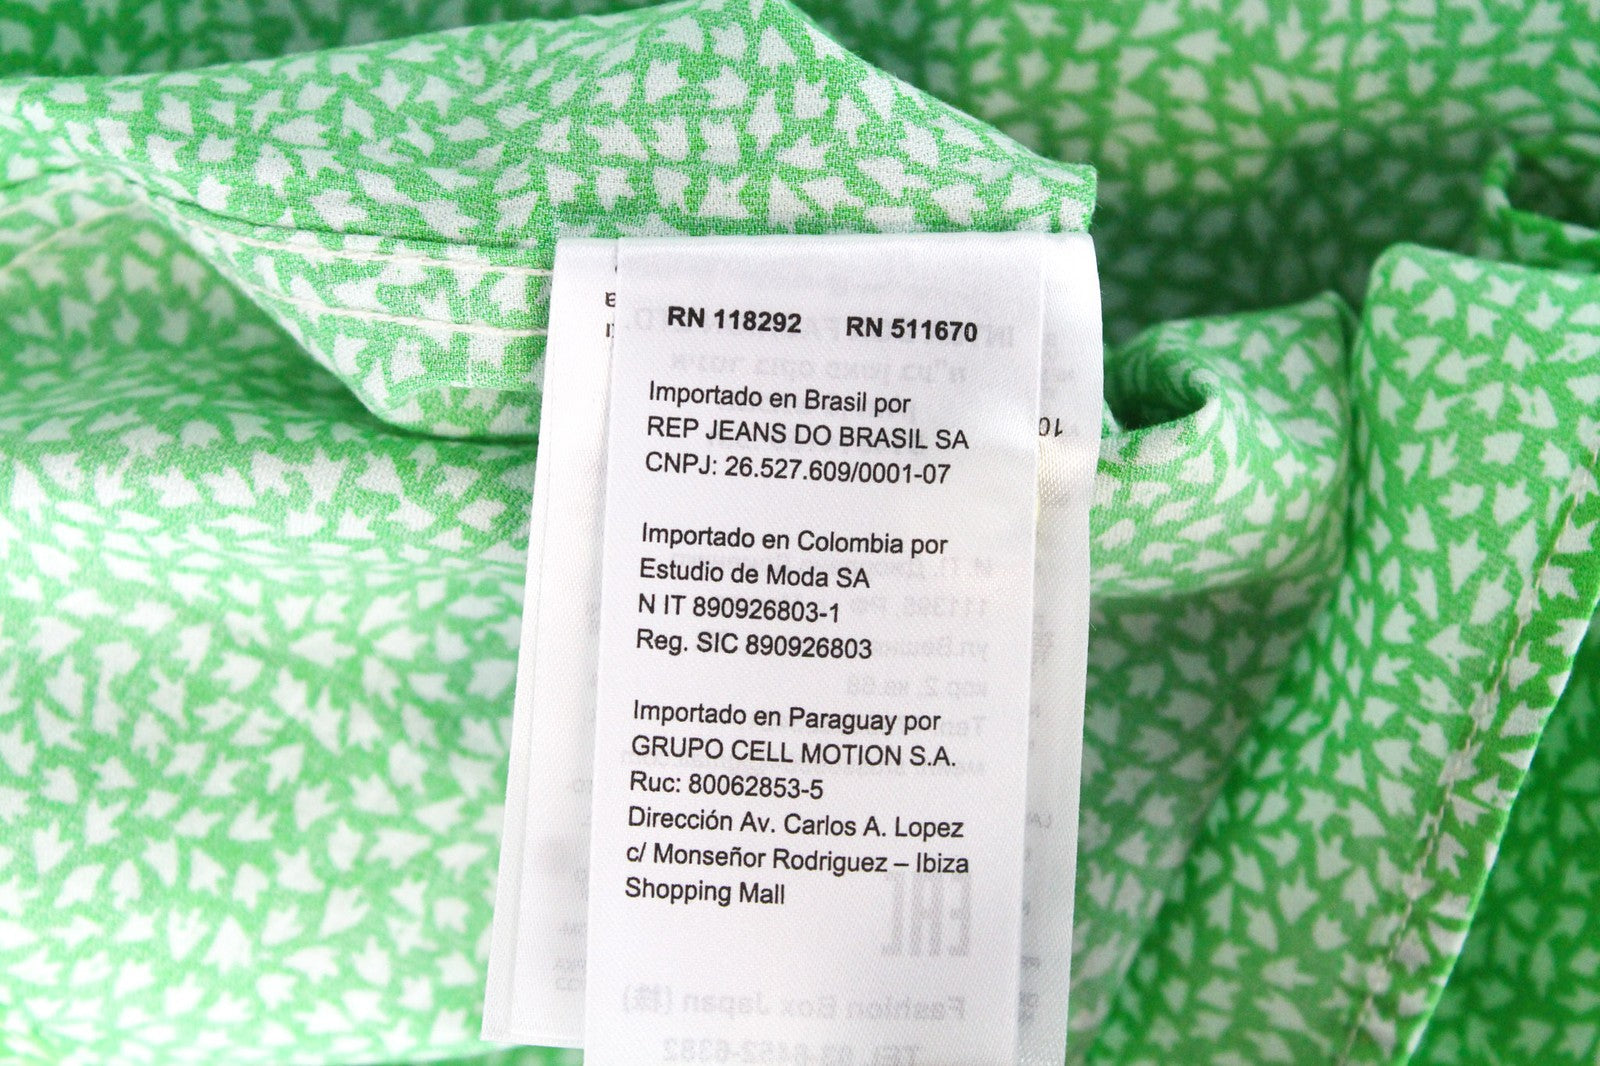 RN 118292 RN 511670
Importado en Brasil por
REP JEANS DO BRASIL SA
CNPJ: 26.527.609/0001-07
Importado en Colombia por
Estudio de Moda SA
N IT 890926803-1
Reg. SIC 890926803
Importado en Paraguay por
GRUPO CELL MOTION S.A.
Ruc: 80062853-5
Dirección Av. Carlos A. Lopez
c/ Monseñor Rodriguez – Ibiza
Shopping Mall